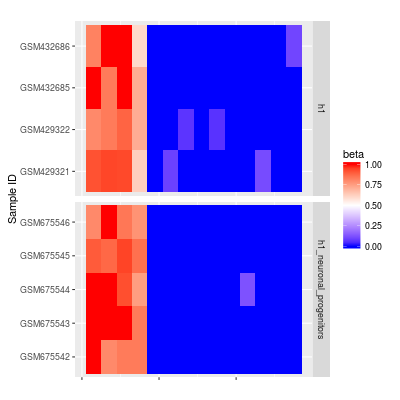 GSM432686
GSM432685
GSM429322
GSM429321
h1
GSM675546
GSM675545
GSM675544
GSM675543
GSM675542
h1_neuronal_progenitors
Sample ID
beta
1.00
0.75
0.50
0.25
0.00